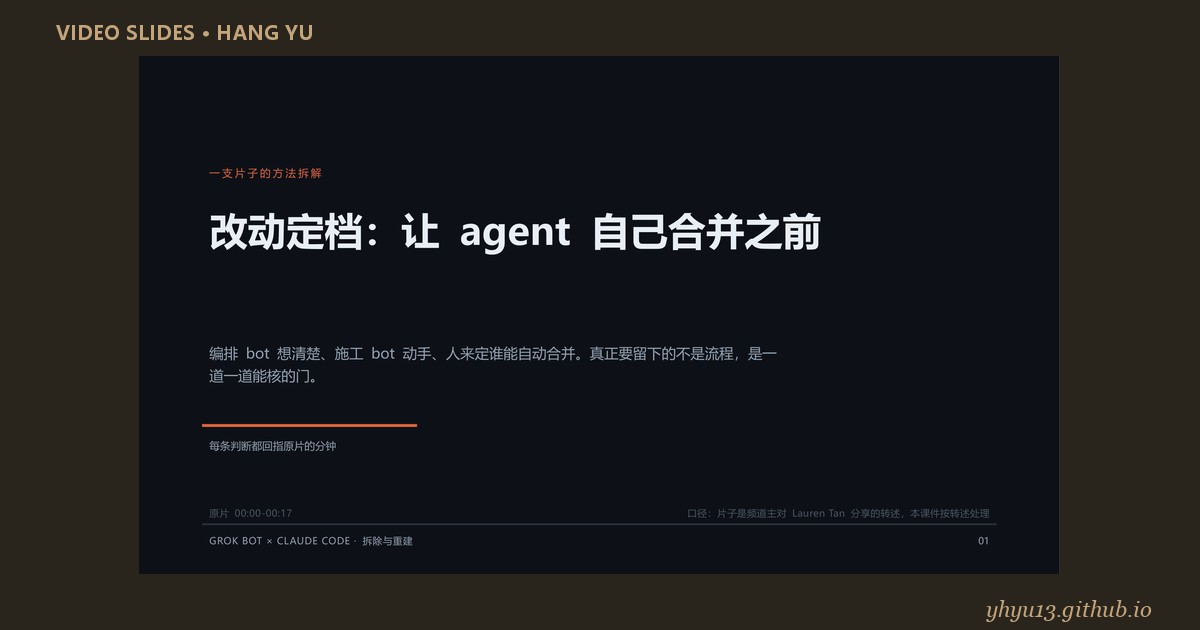 VIDEO SLIDES • HANG YU
一支片子的方法拆解
改动定档：让 agent 自己合并之前
编排 bot 想清楚、施工 bot 动手、人来定谁能自动合并。真正要留下的不是流程，是一
道一道能核的门。
每条判断都回指原片的分钟
原片 00:00-00:17
口径：片子是频道主对 Lauren Tan 分享的转述，本课件按转述处理
GROK BOT × CLAUDE CODE · 拆除与重建
01
yhyu13.github.io